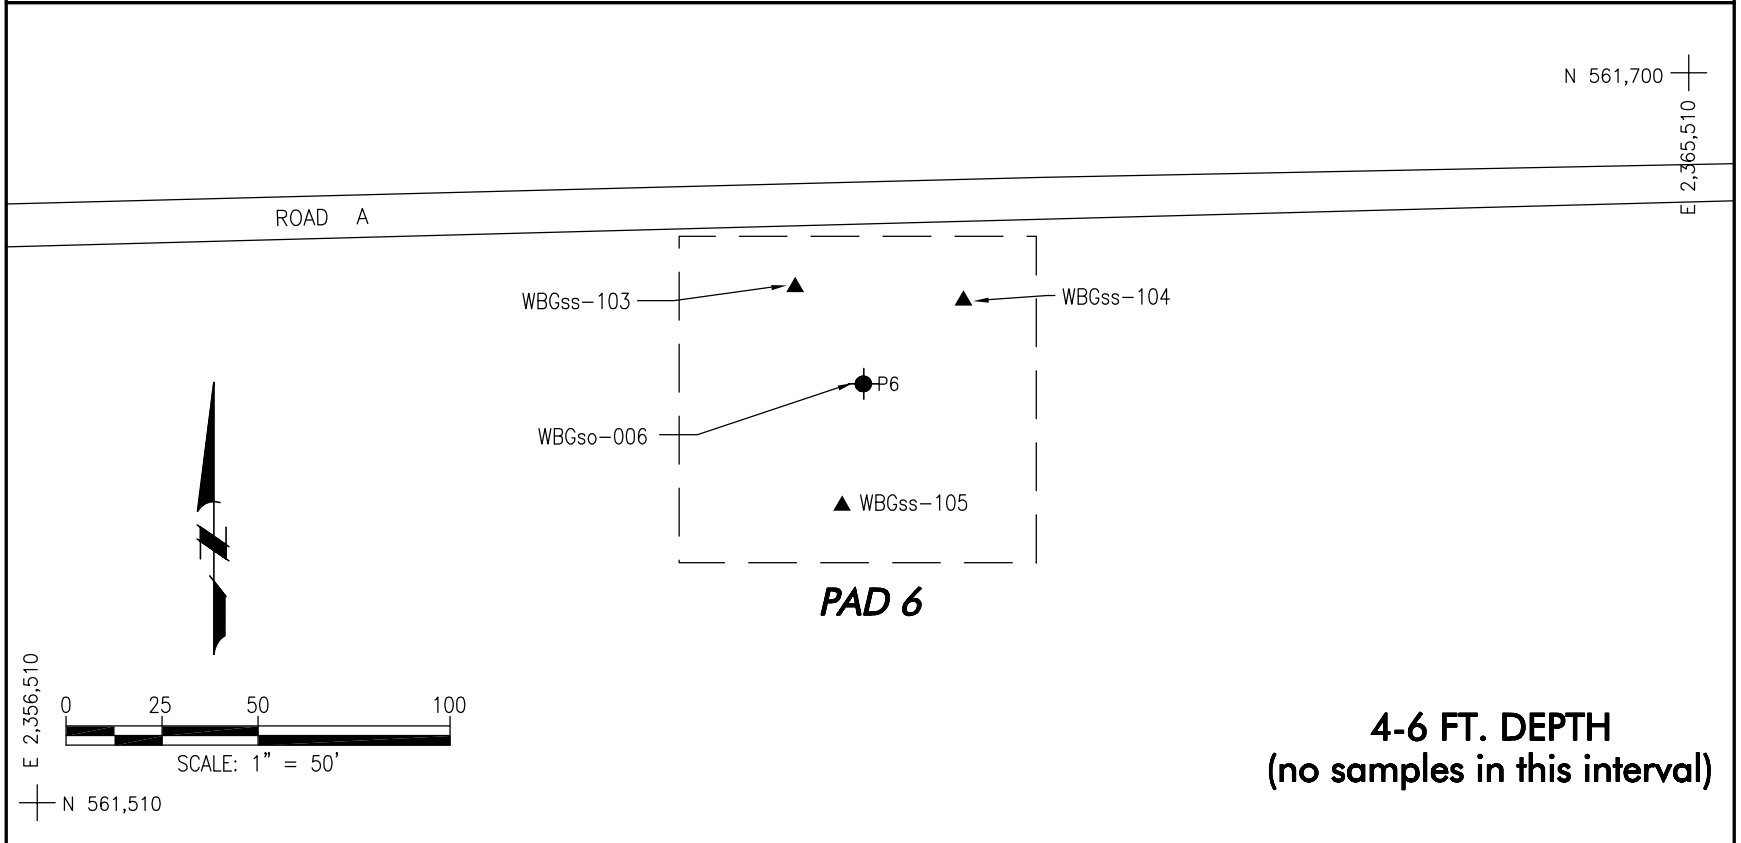 N 561,700
E 2,365,510
ROAD A
WBGss-103
WBGss-104
P6
WBGso-006
WBGss-105
PAD 6
E 2,356,510
0 25 50 100
SCALE: 1" = 50'
N 561,510
4-6 FT. DEPTH
(no samples in this interval)